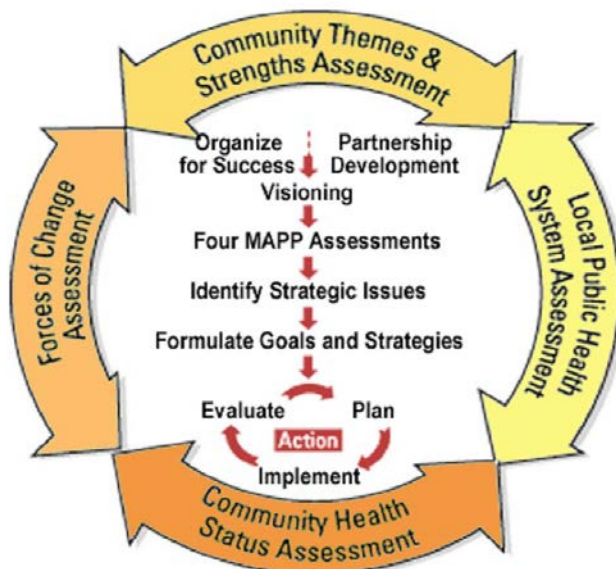 Community Themes &
Strengths Assessment
Organize
for Success
Partnership
Development
Visioning
Four MAPP Assessments
Identify Strategic Issues
Formulate Goals and Strategies
Evaluate
Plan
Action
Implement
Forces of Change
Assessment
Local Public Health
System Assessment
Community Health
Status Assessment